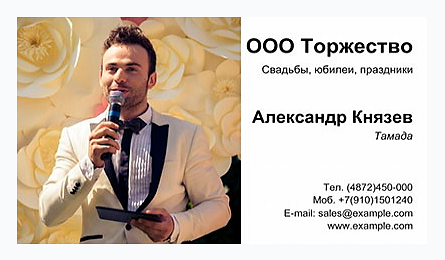 ООО Торжество
Свадьбы, юбилеи, праздники
Александр Князев
Тамада
Тел. (4872)450-000
Моб. +7(910)1501240
E-mail: sales@example.com
www.example.com